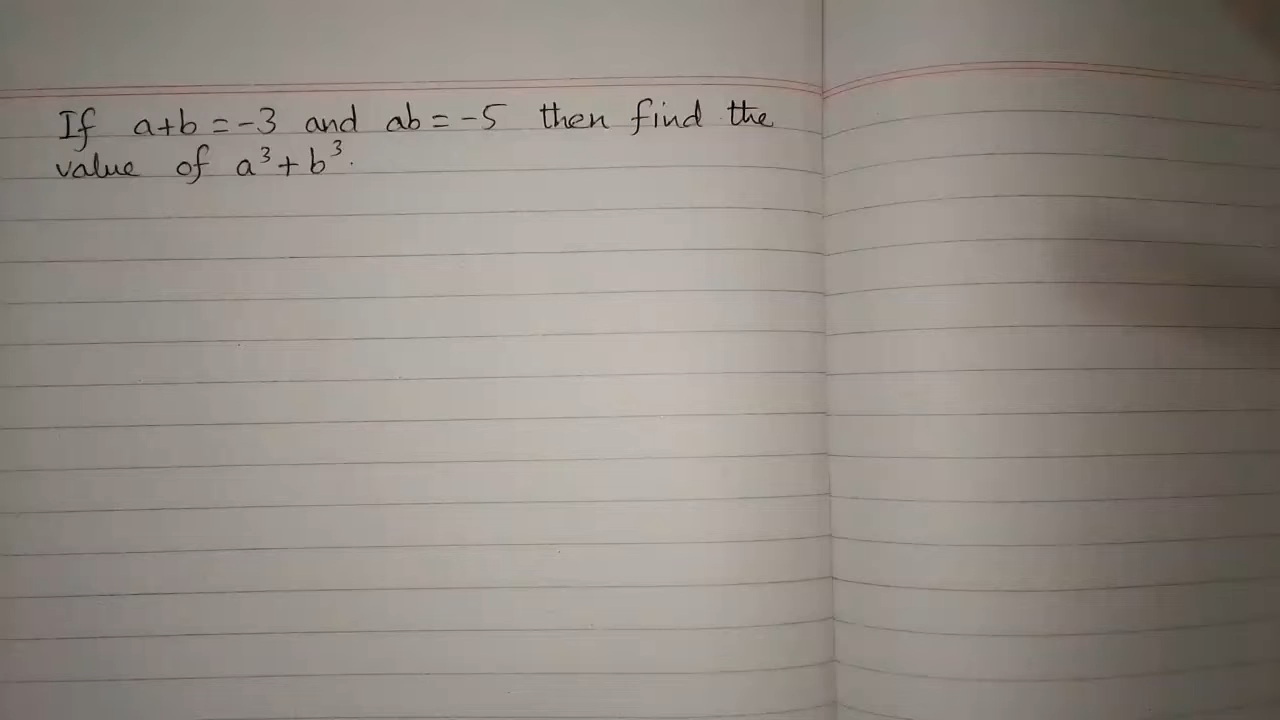 If a+b = -3 and ab = -5 then find the
value of a³ + b³.